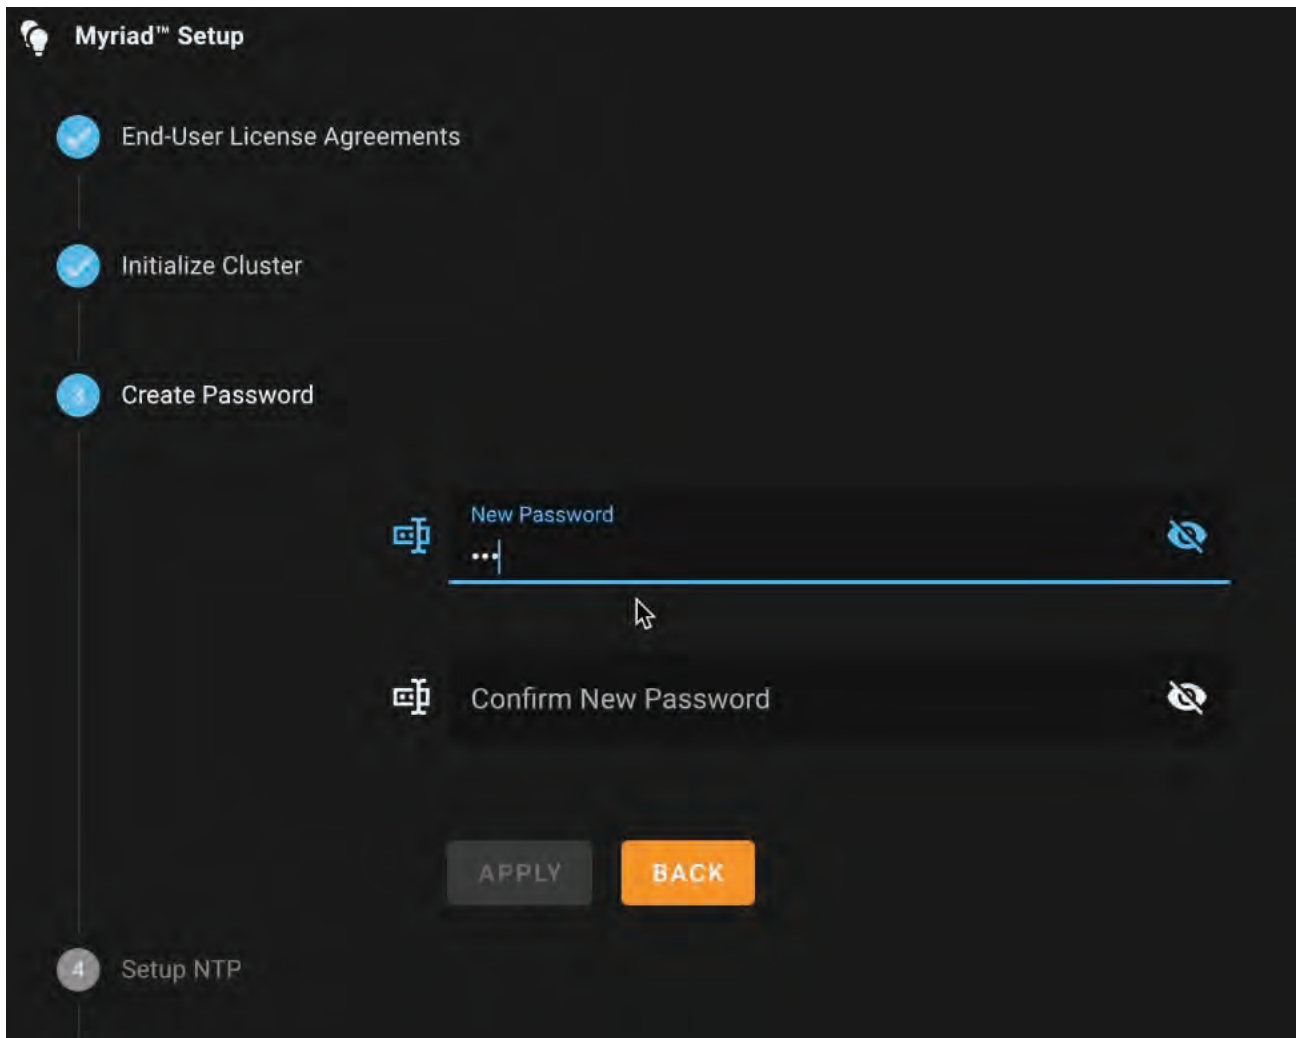 Myriad™ Setup
End-User License Agreements
Initialize Cluster
3 Create Password
New Password
•••
Confirm New Password
APPLY BACK
4 Setup NTP